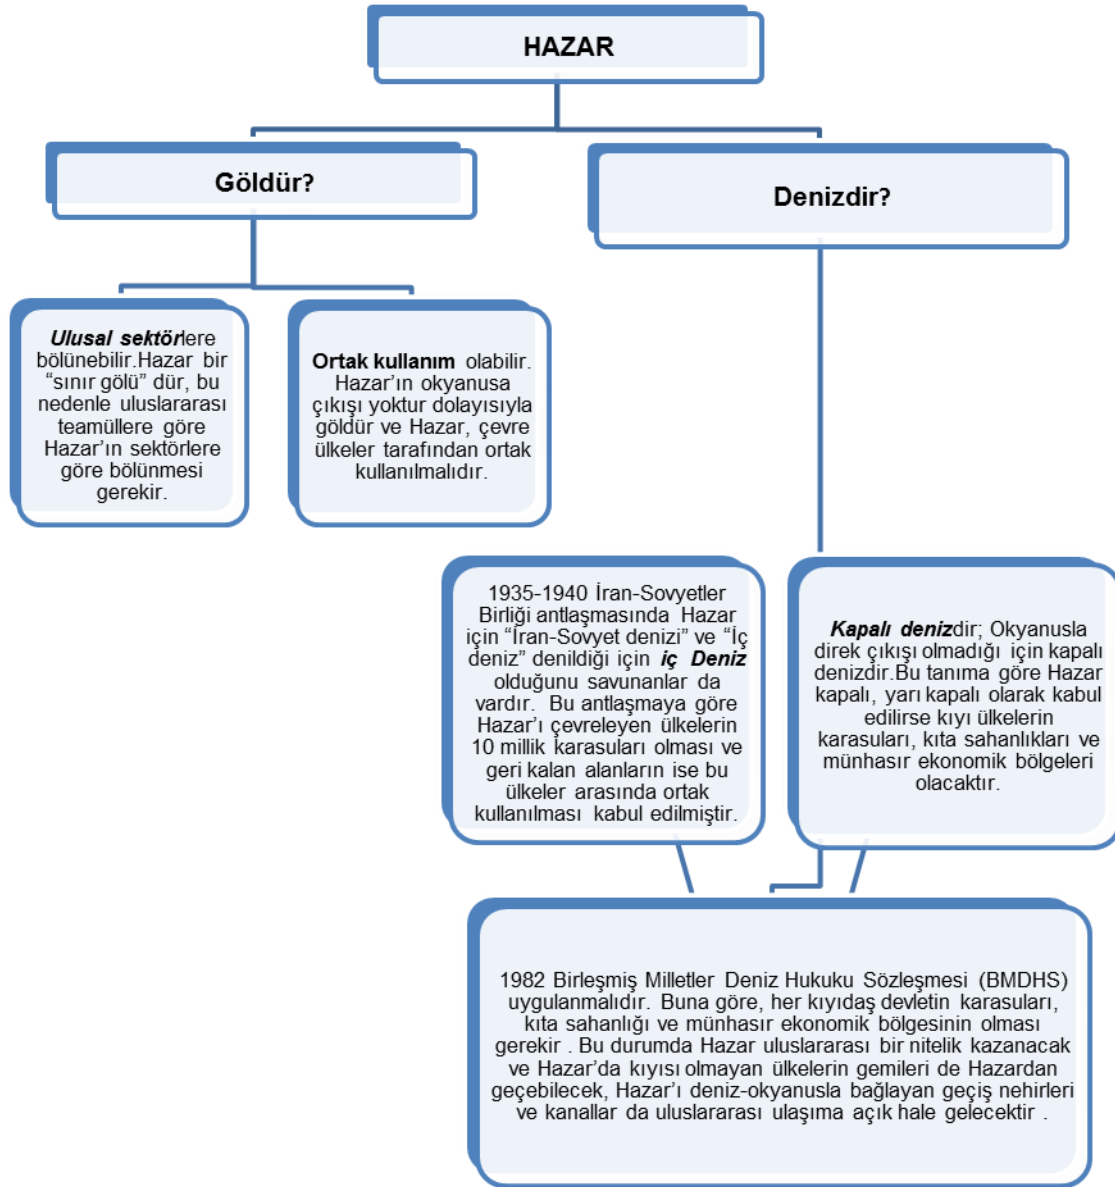 HAZAR
Göldür?
Denizdir?
Ulusal sektörlere
bölünebilir.Hazar bir
“sınır gölü” dür, bu
nedenle uluslararası
teamüllere göre
Hazar’ın sektörlere
göre bölünmesi
gerekir.
Ortak kullanım olabilir.
Hazar’ın okyanusa
çıkışı yoktur dolayısıyla
göldür ve Hazar, çevre
ülkeler tarafından ortak
kullanılmalıdır.
1935-1940 İran-Sovyetler
Birliği antlaşmasında Hazar
için “İran-Sovyet denizi” ve “İç
deniz” denildiği için iç Deniz
olduğunu savunanlar da
vardır. Bu antlaşmaya göre
Hazar’ı çevreleyen ülkelerin
10 millik karasuları olması ve
geri kalan alanların ise bu
ülkeler arasında ortak
kullanılması kabul edilmiştir.
Kapalı denizdir; Okyanusla
direk çıkışı olmadığı için kapalı
denizdir.Bu tanıma göre Hazar
kapalı, yarı kapalı olarak kabul
edilirse kıyı ülkelerin
karasuları, kıta sahanlıkları ve
münhasır ekonomik bölgeleri
olacaktır.
1982 Birleşmiş Milletler Deniz Hukuku Sözleşmesi (BMDHS)
uygulanmalıdır. Buna göre, her kıyıdaş devletin karasuları,
kıta sahanlığı ve münhasır ekonomik bölgesinin olması
gerekir . Bu durumda Hazar uluslararası bir nitelik kazanacak
ve Hazar’da kıyısı olmayan ülkelerin gemileri de Hazardan
geçebilecek, Hazar’ı deniz-okyanusla bağlayan geçiş nehirleri
ve kanallar da uluslararası ulaşıma açık hale gelecektir .